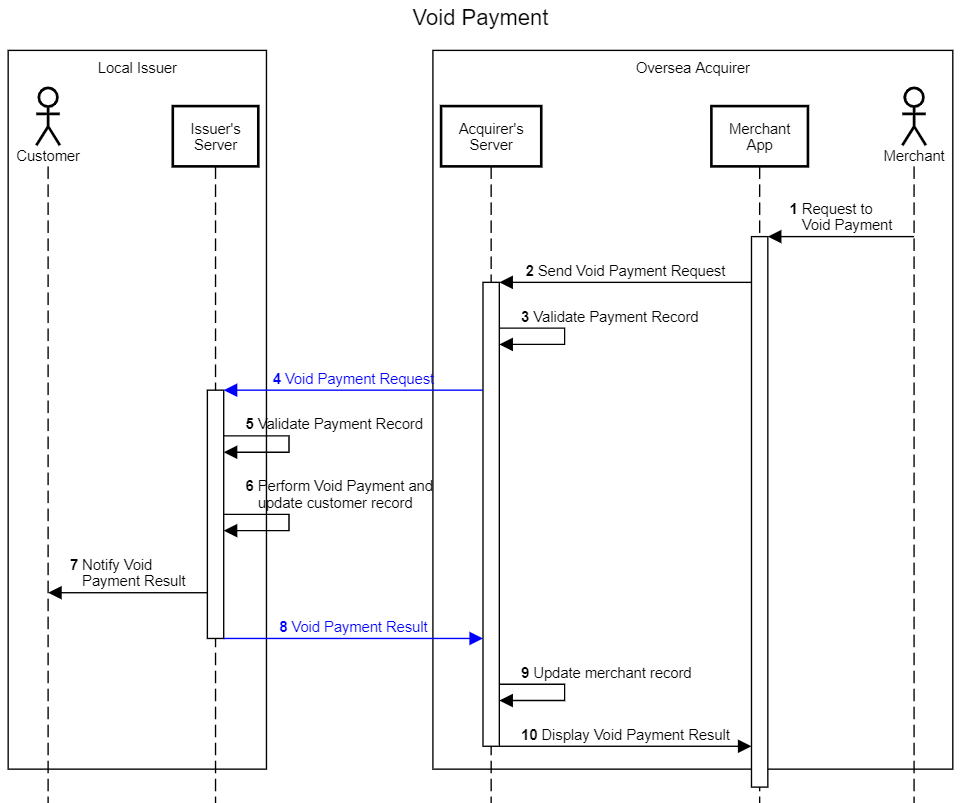 Void Payment
Local Issuer
Oversea Acquirer
Customer
Issuer's
Server
Acquirer's
Server
Merchant
App
Merchant
1 Request to
Void Payment
2 Send Void Payment Request
3 Validate Payment Record
4 Void Payment Request
5 Validate Payment Record
6 Perform Void Payment and
update customer record
7 Notify Void
Payment Result
8 Void Payment Result
9 Update merchant record
10 Display Void Payment Result